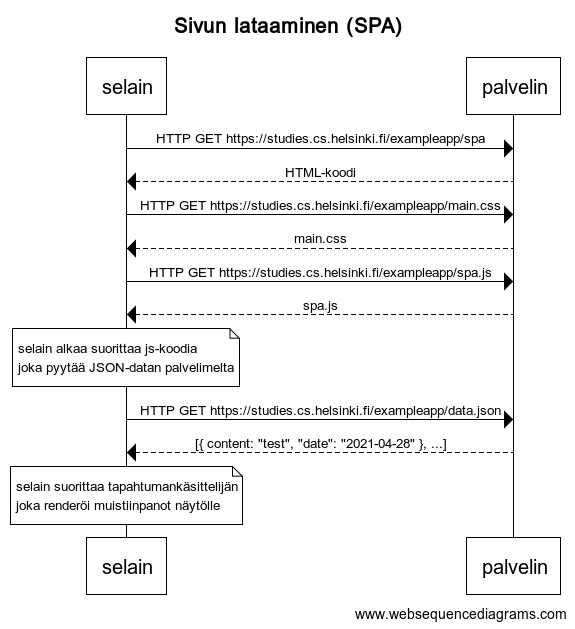 Sivun lataaminen (SPA)
selain
palvelin
HTTP GET https://studies.cs.helsinki.fi/exampleapp/spa
HTML-koodi
HTTP GET https://studies.cs.helsinki.fi/exampleapp/main.css
main.css
HTTP GET https://studies.cs.helsinki.fi/exampleapp/spa.js
spa.js
selain alkaa suorittaa js-koodia
joka pyytää JSON-datan palvelimelta
HTTP GET https://studies.cs.helsinki.fi/exampleapp/data.json
[{ content: "test", "date": "2021-04-28" }, ...]
selain suorittaa tapahtumankäsittelijän
joka renderöi muistiinpanot näytölle
selain
palvelin
www.websequencediagrams.com